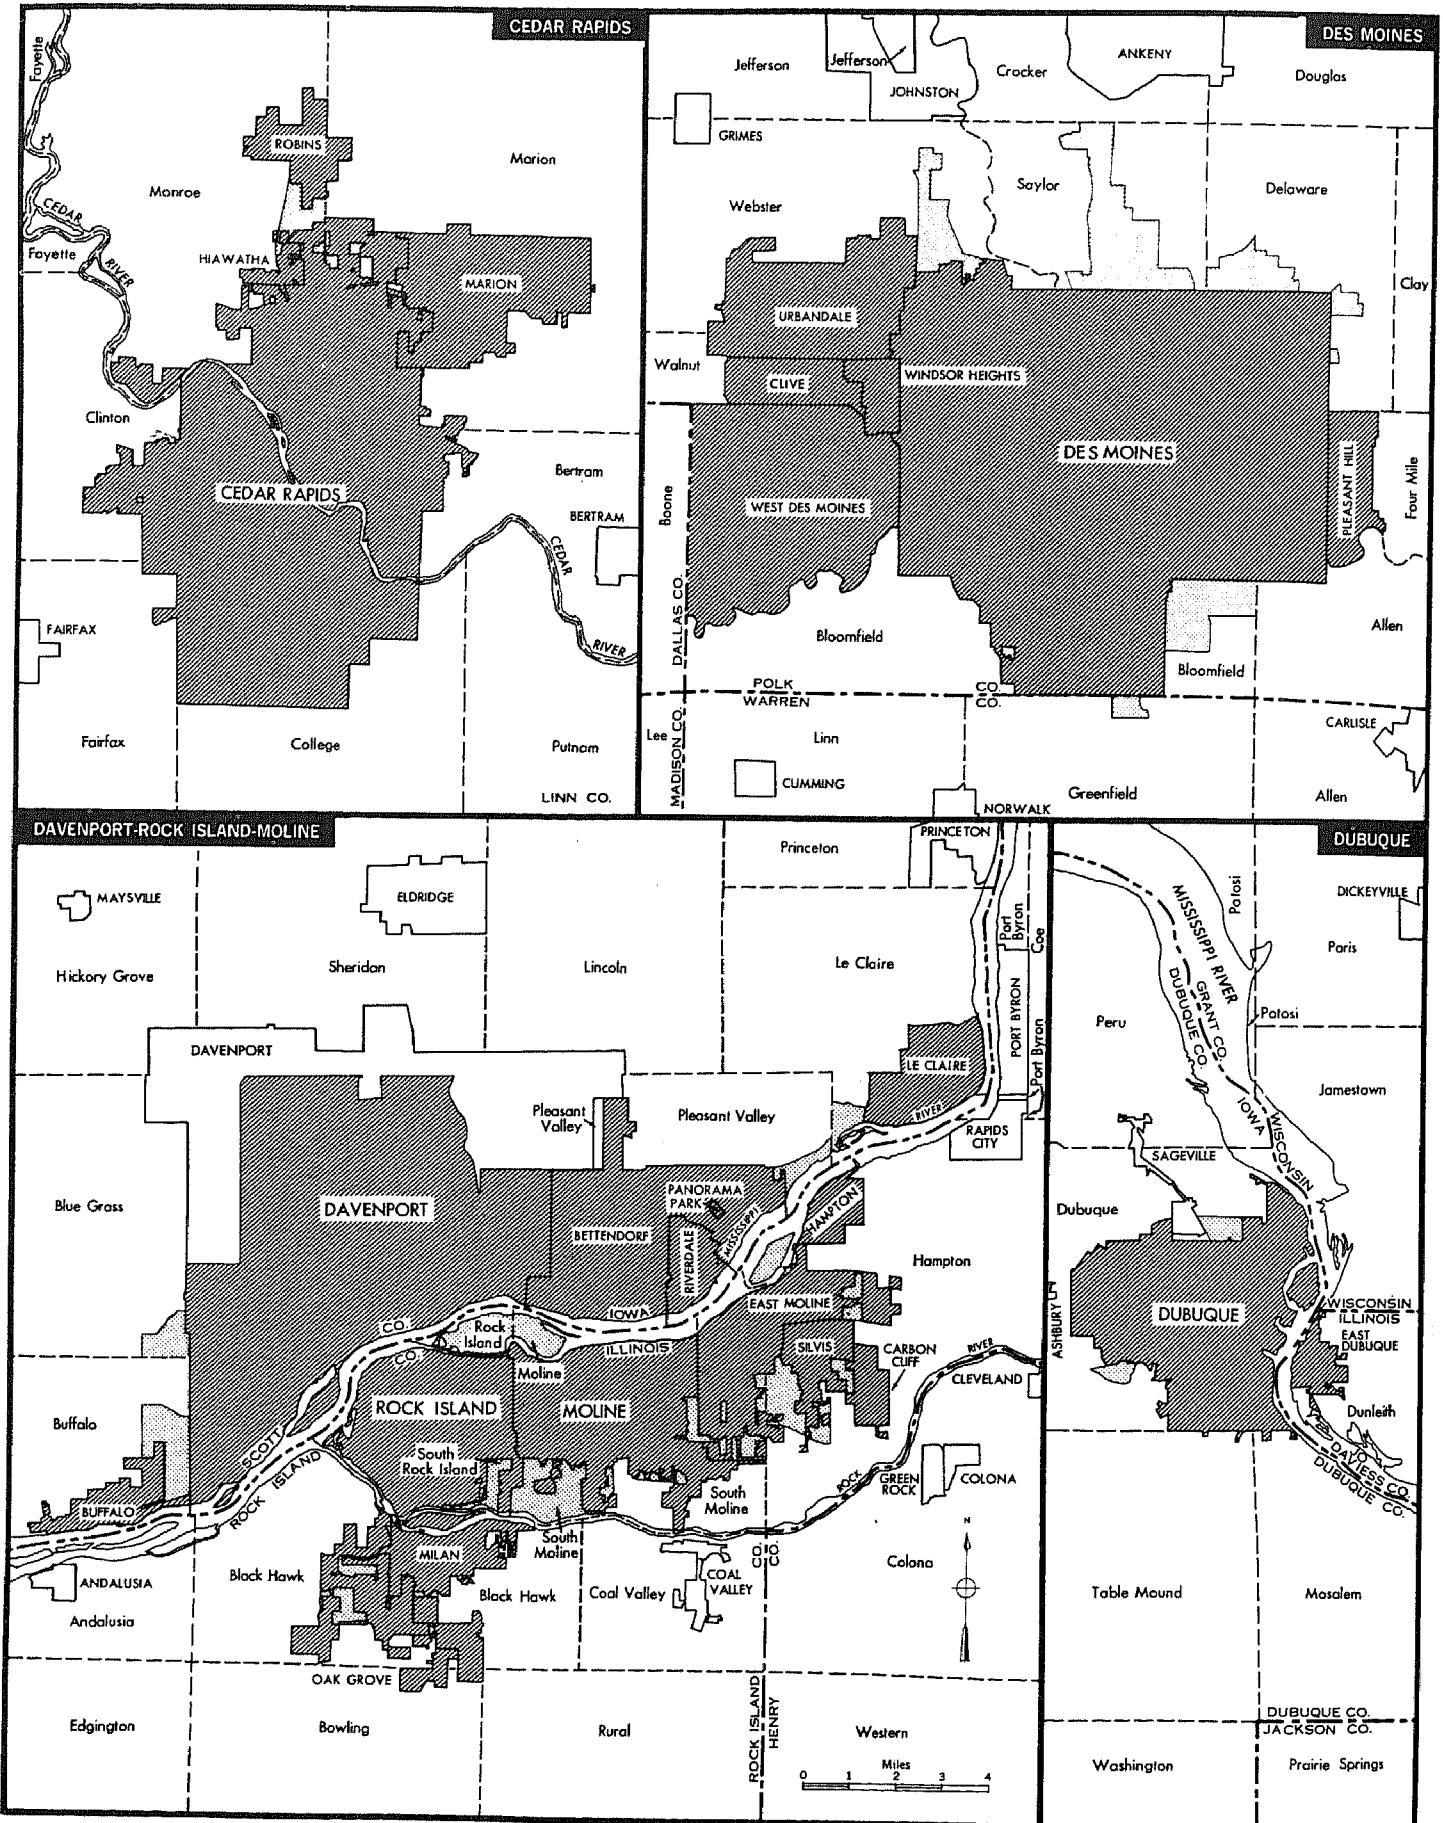 CEDAR RAPIDS
Fayette
ROBINS
Marion
Monroe
CEDAR
RIVER
Fayette
HIAWATHA
MARION
Clinton
CEDAR RAPIDS
Bertram
BERTRAM
CEDAR
RIVER
FAIRFAX
Fairfax
College
Putnam
LINN CO.
DES MOINES
Jefferson
Jefferson
JOHNSTON
Crocker
ANKENY
Douglas
GRIMES
Webster
Saylor
Delaware
Clay
URBANDALE
Walnut
CLIVE
WINDSOR HEIGHTS
DES MOINES
WEST DES MOINES
Boone
PLEASANT HILL
Four Mile
DALLAS CO.
Bloomfield
Allen
Bloomfield
POLK CO.
WARREN CO.
MADISON CO.
Lee
Linn
CARLISLE
CUMMING
Greenfield
Allen
NORWALK
DAVENPORT-ROCK ISLAND-MOLINE
PRINCETON
Princeton
MAYSVILLE
ELDRIDGE
Port Byron
Coe
Hickory Grove
Sheridan
Lincoln
Le Claire
PORT BYRON
DAVENPORT
LE CLAIRE
Port Byron
Pleasant
Valley
Pleasant Valley
RIVER
RAPIDS
CITY
Blue Grass
DAVENPORT
PANORAMA
PARK
BETTENDORF
RIVERDALE
MISSISSIPPI
HAMPTON
Hampton
EAST MOLINE
IOWA
ILLINOIS
CO.
CO.
Rock
Island
SILVIS
CARBON
CLIFF
RIVER
CLEVELAND
Moline
Buffalo
ROCK ISLAND
MOLINE
South
Rock Island
SCOTT
ROCK ISLAND
ROCK
GREEN
ROCK
COLONA
South
Moline
BUFFALO
South
Moline
MILAN
CO.
CO.
N
ANDALUSIA
Black Hawk
Black Hawk
Coal Valley
COAL
VALLEY
Colona
Andalusia
OAK GROVE
Edgington
Bowling
Rural
ROCK ISLAND
HENRY
Western
Miles
0 1 2 3 4
DUBUQUE
Potosi
DICKEYVILLE
MISSISSIPPI RIVER
Paris
GRANT CO.
DUBUQUE CO.
Potosi
Peru
Jamestown
IOWA
WISCONSIN
SAGEVILLE
Dubuque
WISCONSIN
ILLINOIS
DUBUQUE
EAST
DUBUQUE
ASHBURY
Dunleith
JO DAVIESS CO.
DUBUQUE CO.
Table Mound
Mosalem
DUBUQUE CO.
JACKSON CO.
Washington
Prairie Springs